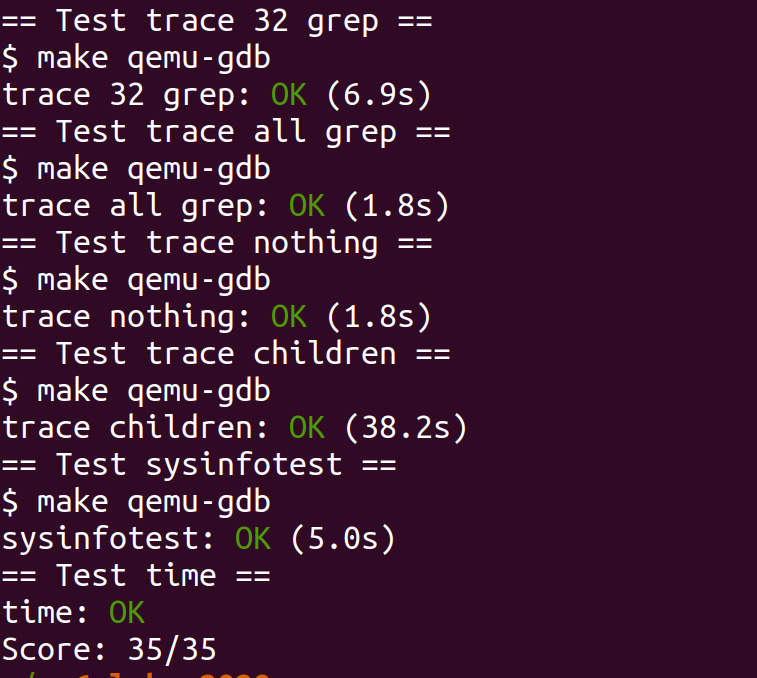 == Test trace 32 grep ==
$ make qemu-gdb
trace 32 grep: OK (6.9s)
== Test trace all grep ==
$ make qemu-gdb
trace all grep: OK (1.8s)
== Test trace nothing ==
$ make qemu-gdb
trace nothing: OK (1.8s)
== Test trace children ==
$ make qemu-gdb
trace children: OK (38.2s)
== Test sysinfotest ==
$ make qemu-gdb
sysinfotest: OK (5.0s)
== Test time ==
time: OK
Score: 35/35